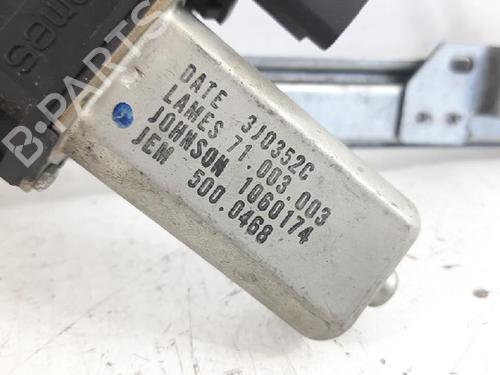 DATE 3J0352C
LAMES 71.003.003
JOHNSON 1060174
JEM 500.0468
B-PARTS